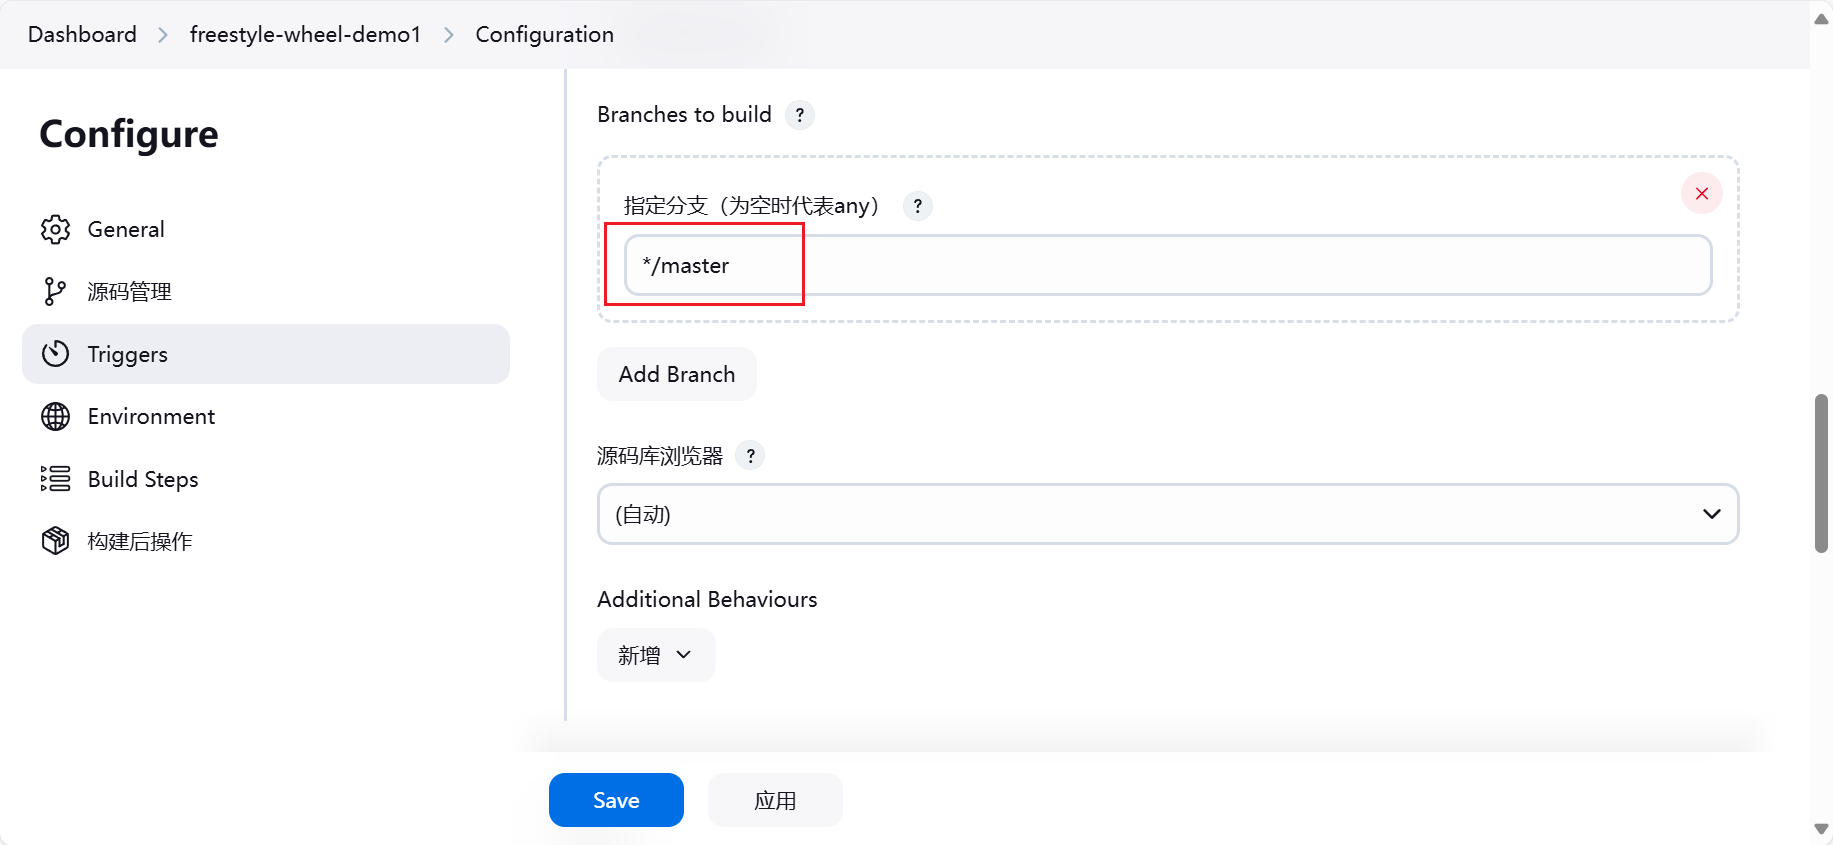 Dashboard > freestyle-wheel-demo1 > Configuration
Configure
General
源码管理
Triggers
Environment
Build Steps
构建后操作
Branches to build ?
指定分支（为空时代表any） ?
*/master
Add Branch
源码库浏览器 ?
(自动)
Additional Behaviours
新增
Save
应用